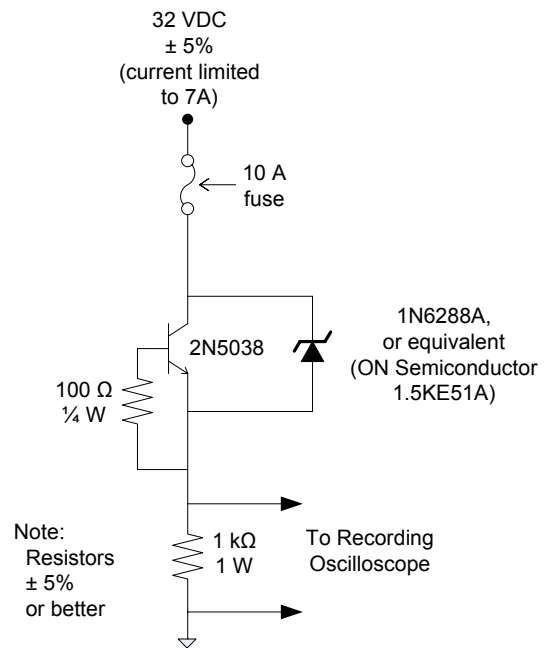 32 VDC
± 5%
(current limited
to 7A)
10 A
fuse
2N5038
1N6288A,
or equivalent
(ON Semiconductor
1.5KE51A)
100 Ω
¼ W
Note:
Resistors
± 5%
or better
1 kΩ
1 W
To Recording
Oscilloscope